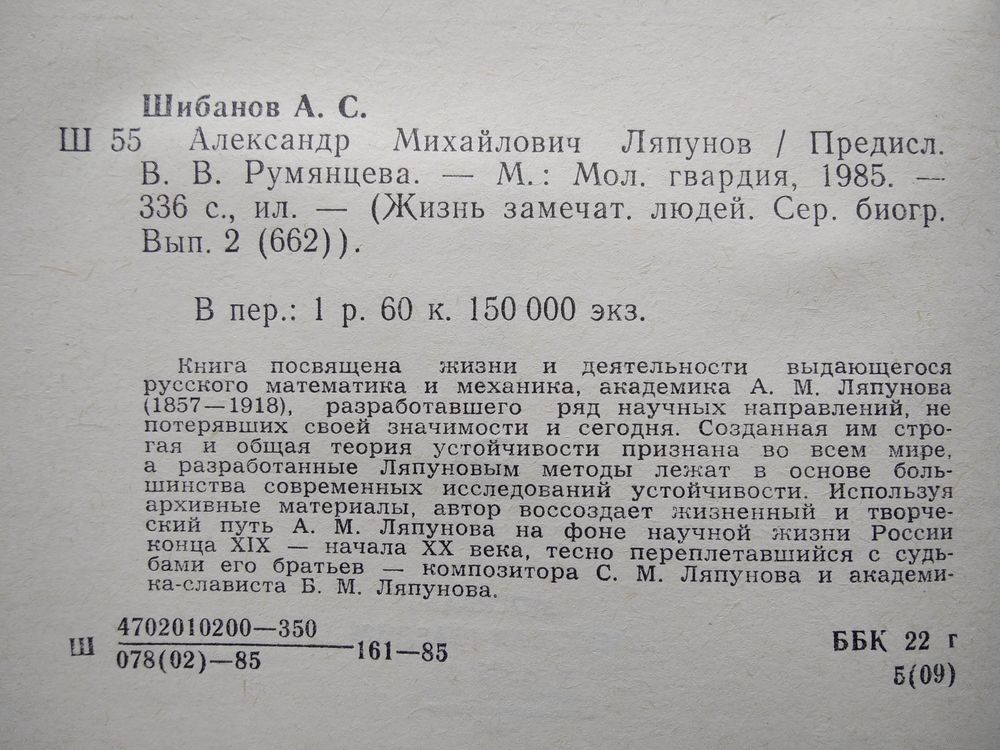 Шибанов А. С.
Ш 55 Александр Михайлович Ляпунов / Предисл.
В. В. Румянцева. — М.: Мол. гвардия, 1985. —
336 с., ил. — (Жизнь замечат. людей. Сер. биогр.
Вып. 2 (662)).
В пер.: 1 р. 60 к. 150 000 экз.
Книга посвящена жизни и деятельности выдающегося
русского математика и механика, академика А. М. Ляпунова
(1857—1918), разработавшего ряд научных направлений, не
потерявших своей значимости и сегодня. Созданная им стро-
гая и общая теория устойчивости признана во всем мире,
а разработанные Ляпуновым методы лежат в основе боль-
шинства современных исследований устойчивости. Используя
архивные материалы, автор воссоздает жизненный и творче-
ский путь А. М. Ляпунова на фоне научной жизни России
конца XIX — начала XX века, тесно переплетавшийся с судь-
бами его братьев — композитора С. М. Ляпунова и академи-
ка-слависта Б. М. Ляпунова.
4702010200—350
Ш 161—85
078(02)—85
ББК 22 г
5(09)